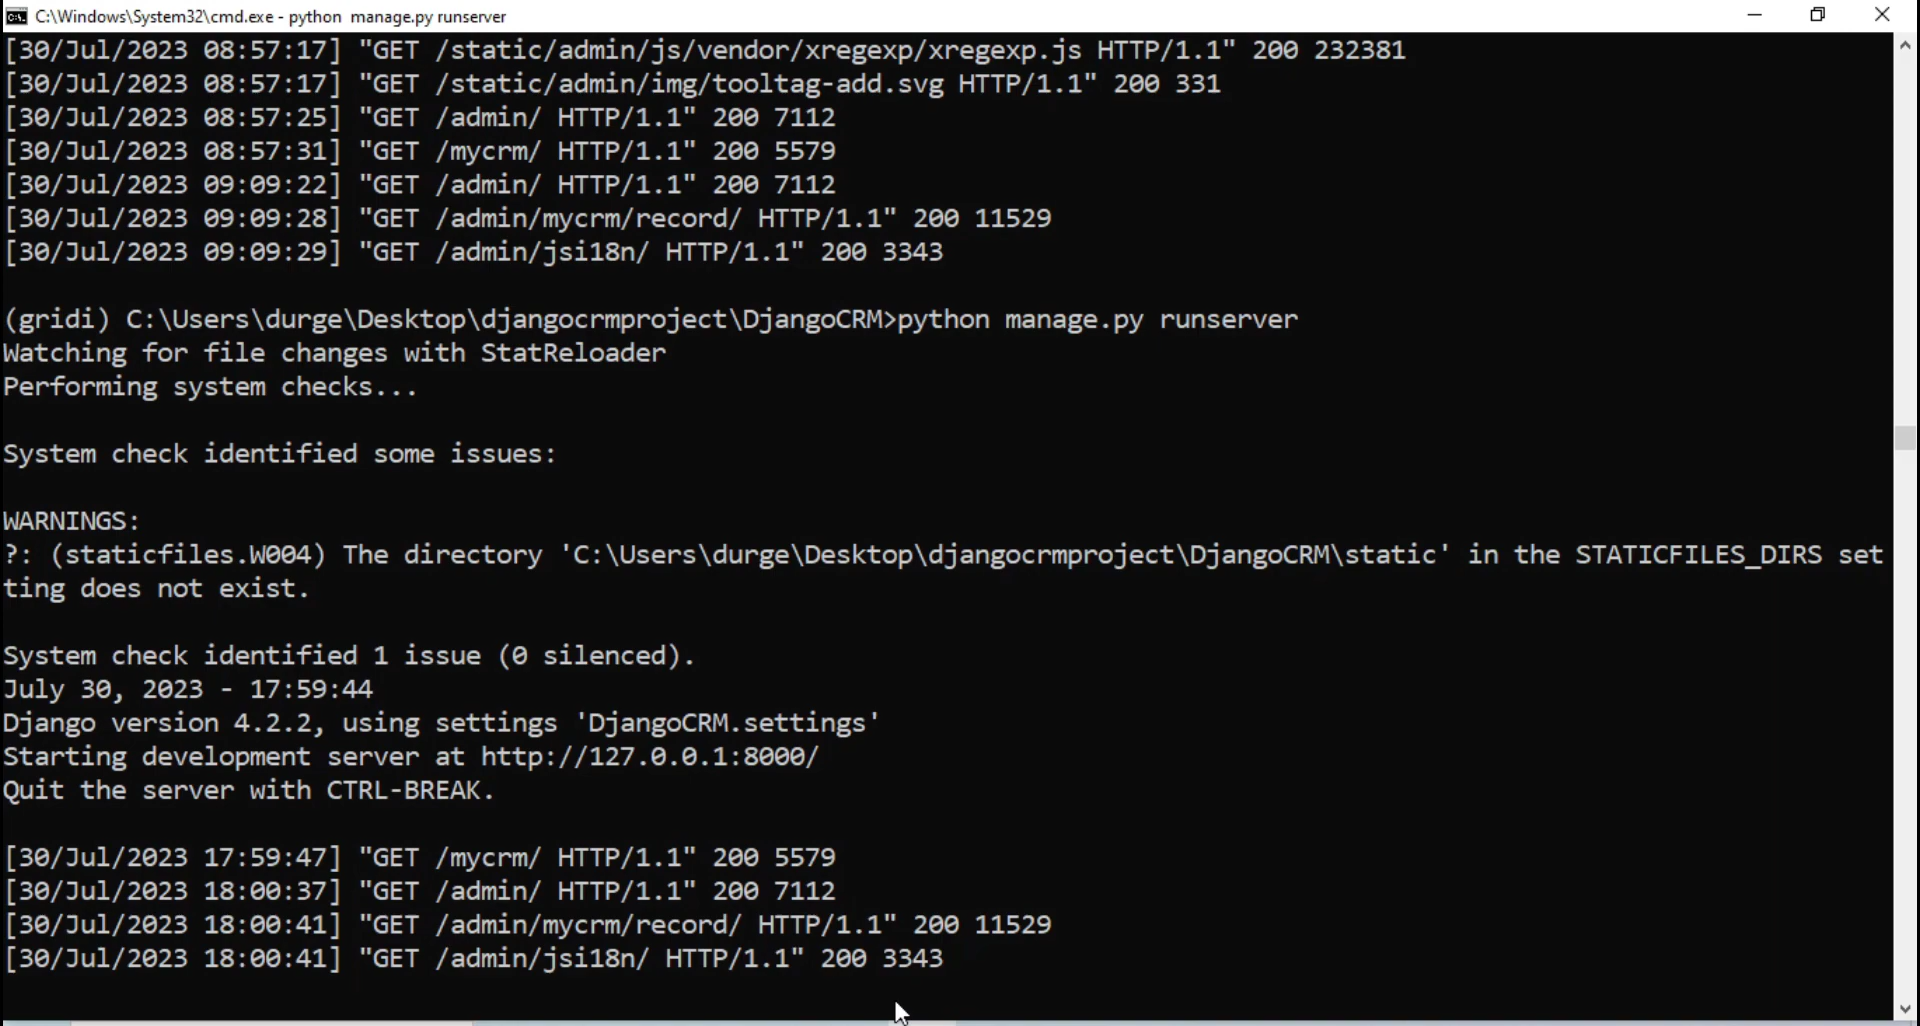 C:\Windows\System32\cmd.exe - python  manage.py runserver
[30/Jul/2023 08:57:17] "GET /static/admin/js/vendor/xregexp/xregexp.js HTTP/1.1" 200 232381
[30/Jul/2023 08:57:17] "GET /static/admin/img/tooltag-add.svg HTTP/1.1" 200 331
[30/Jul/2023 08:57:25] "GET /admin/ HTTP/1.1" 200 7112
[30/Jul/2023 08:57:31] "GET /mycrm/ HTTP/1.1" 200 5579
[30/Jul/2023 09:09:22] "GET /admin/ HTTP/1.1" 200 7112
[30/Jul/2023 09:09:28] "GET /admin/mycrm/record/ HTTP/1.1" 200 11529
[30/Jul/2023 09:09:29] "GET /admin/jsi18n/ HTTP/1.1" 200 3343
(gridi) C:\Users\durge\Desktop\djangocrmproject\DjangoCRM>python manage.py runserver
Watching for file changes with StatReloader
Performing system checks...
System check identified some issues:
WARNINGS:
?: (staticfiles.W004) The directory 'C:\Users\durge\Desktop\djangocrmproject\DjangoCRM\static' in the STATICFILES_DIRS set
ting does not exist.
System check identified 1 issue (0 silenced).
July 30, 2023 - 17:59:44
Django version 4.2.2, using settings 'DjangoCRM.settings'
Starting development server at http://127.0.0.1:8000/
Quit the server with CTRL-BREAK.
[30/Jul/2023 17:59:47] "GET /mycrm/ HTTP/1.1" 200 5579
[30/Jul/2023 18:00:37] "GET /admin/ HTTP/1.1" 200 7112
[30/Jul/2023 18:00:41] "GET /admin/mycrm/record/ HTTP/1.1" 200 11529
[30/Jul/2023 18:00:41] "GET /admin/jsi18n/ HTTP/1.1" 200 3343